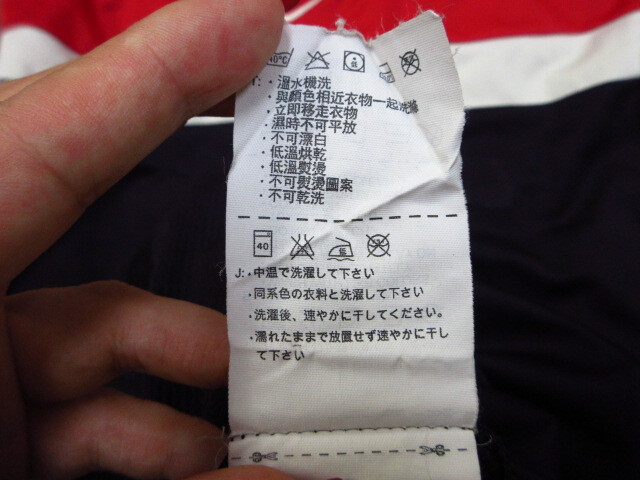 40°C
低
T: ・溫水機洗
・與顏色相近衣物一起洗滌
・立即移走衣物
・濕時不可平放
・不可漂白
・低溫烘乾
・低溫熨燙
・不可熨燙圖案
・不可乾洗
40 低
J: ・中温で洗濯して下さい
・同系色の衣料と洗濯して下さい
・洗濯後、速やかに干してください。
・濡れたままで放置せず速やかに干し
て下さい